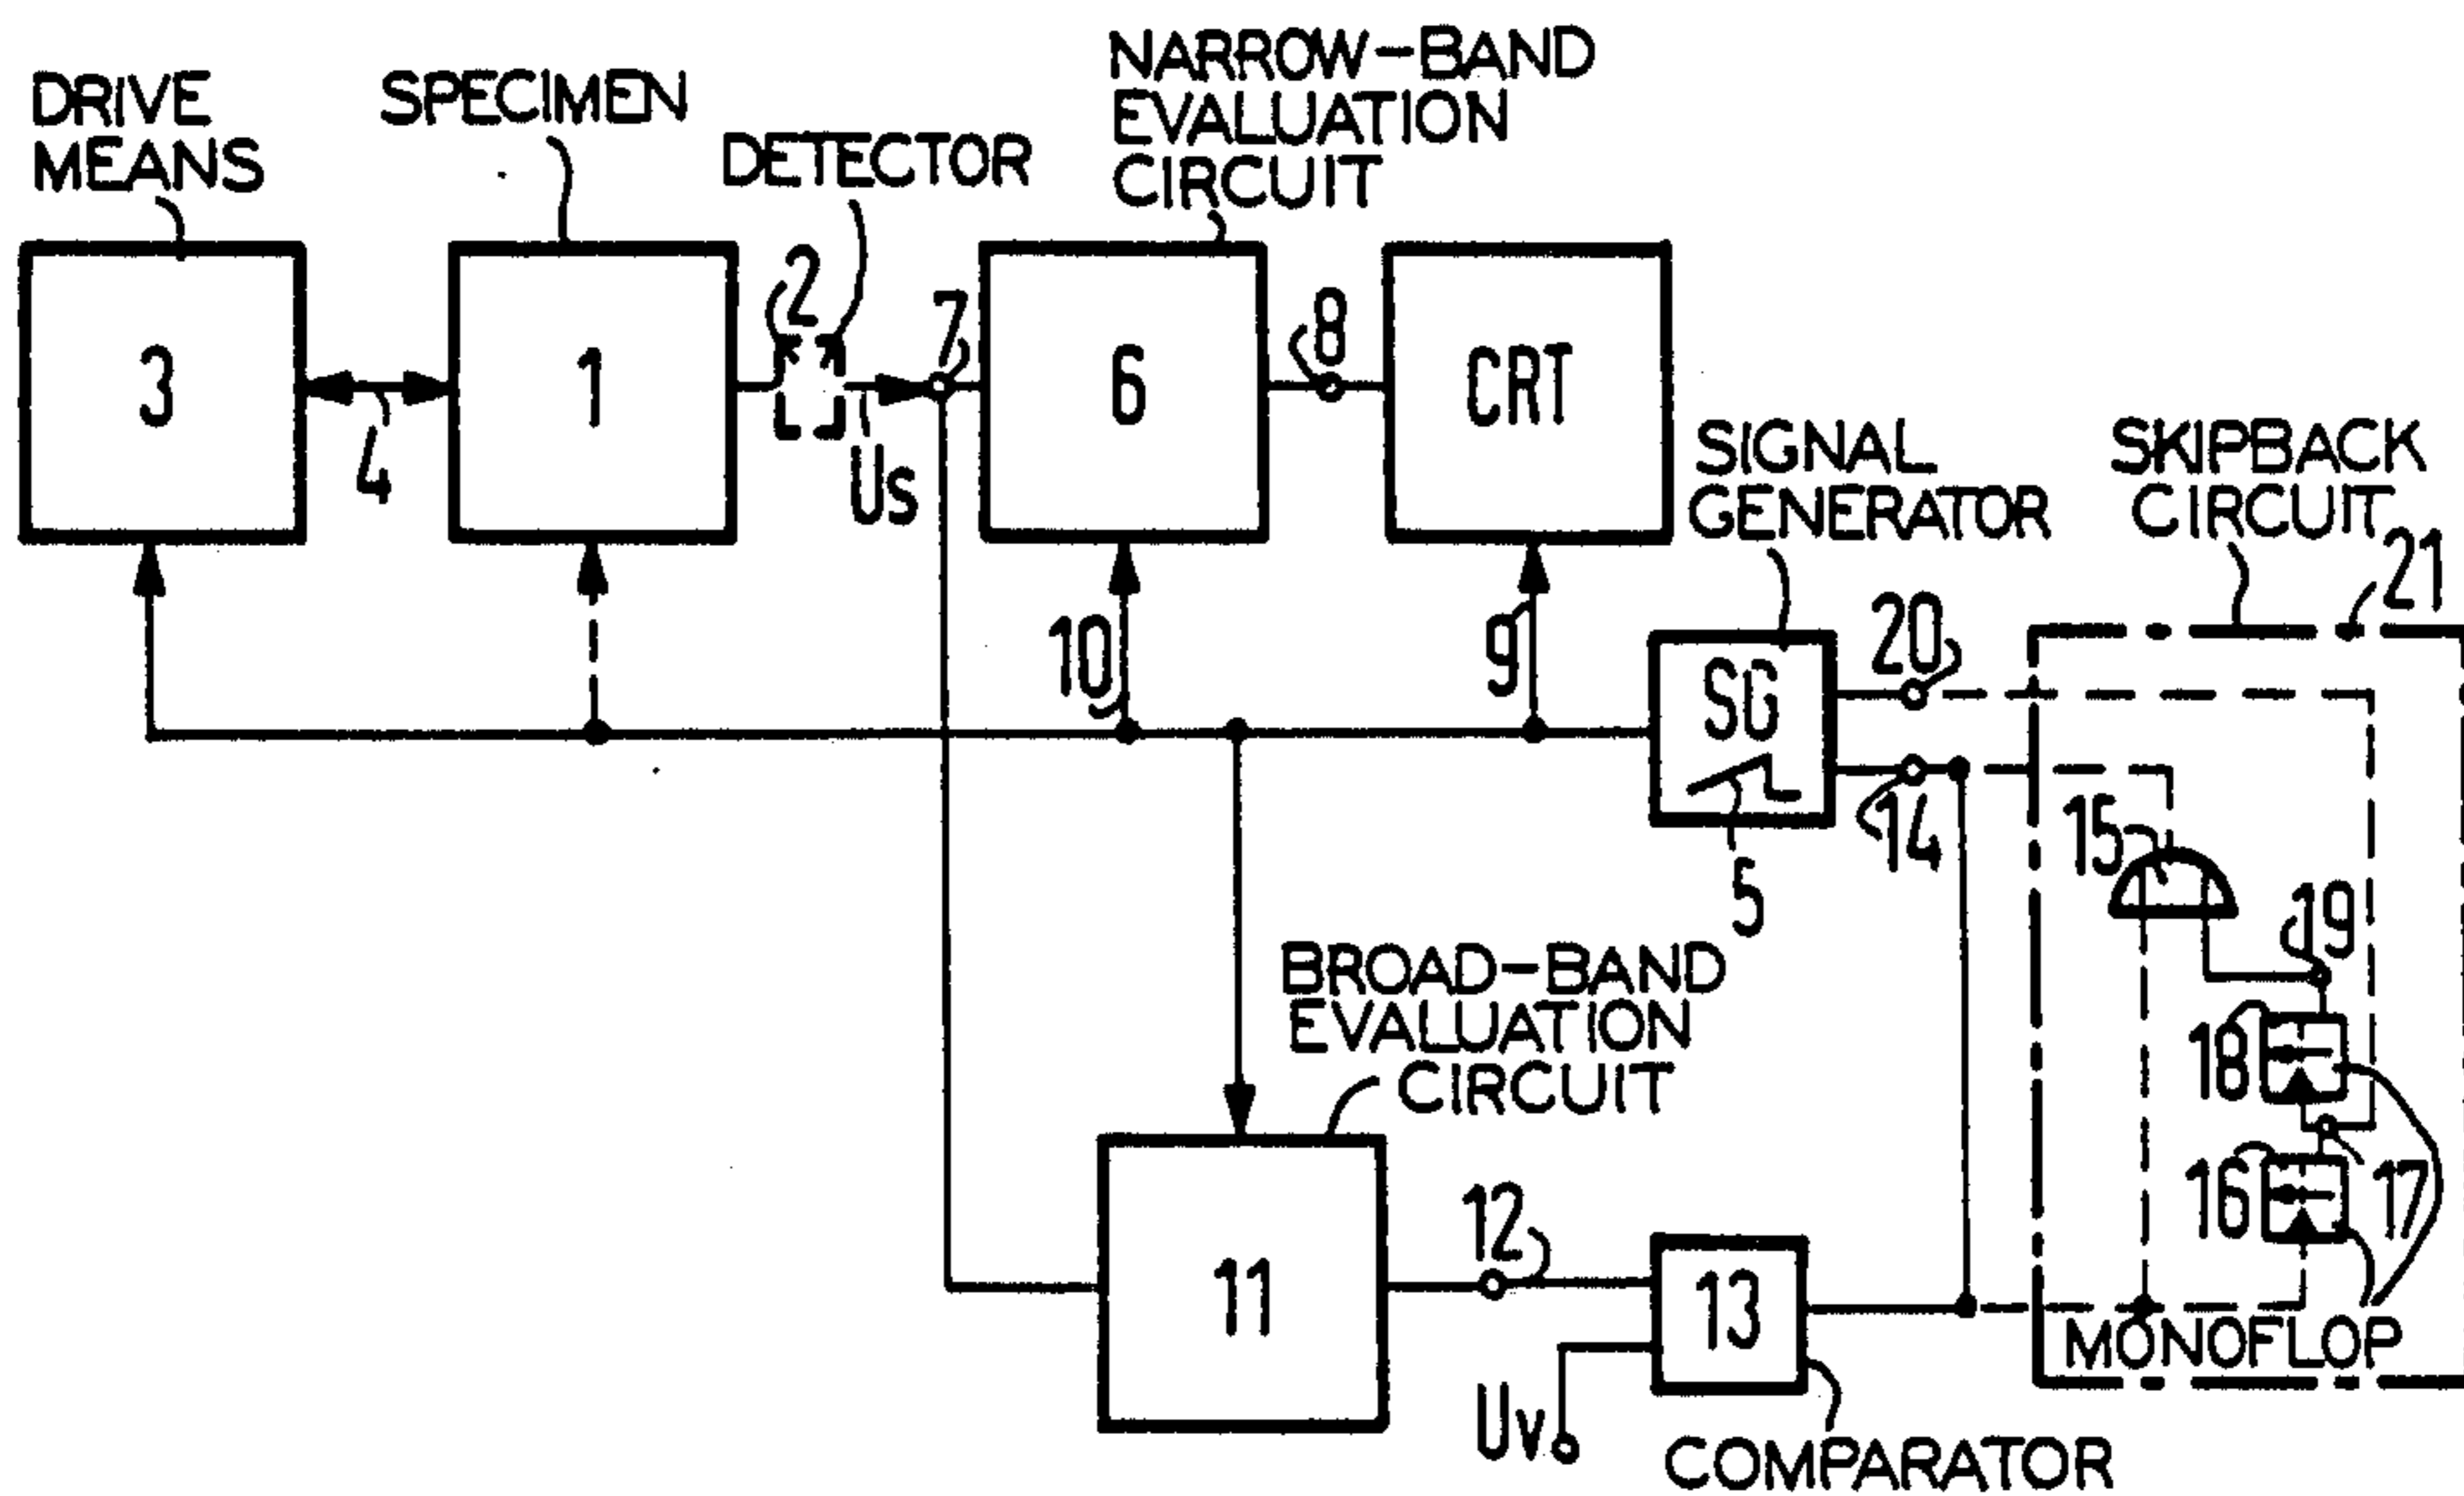 DRIVE
MEANS
SPECIMEN
DETECTOR
NARROW-BAND
EVALUATION
CIRCUIT
3
4
1
2
Us
7
6
8
CRT
SIGNAL
GENERATOR
SKIPBACK
CIRCUIT
21
10
9
SG
5
20
14
15
19
18
16
17
MONOFLOP
BROAD-BAND
EVALUATION
CIRCUIT
11
12
13
Uv
COMPARATOR